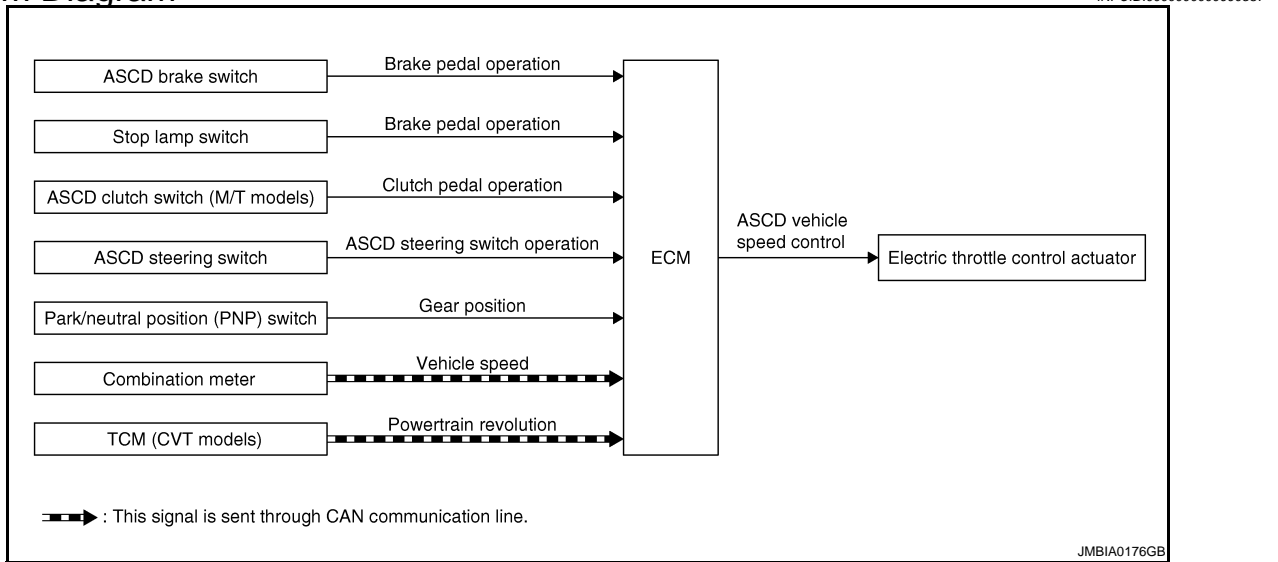 ASCD brake switch
Brake pedal operation
Stop lamp switch
Brake pedal operation
ASCD clutch switch (M/T models)
Clutch pedal operation
ASCD steering switch
ASCD steering switch operation
Park/neutral position (PNP) switch
Gear position
Combination meter
Vehicle speed
TCM (CVT models)
Powertrain revolution
ECM
ASCD vehicle
speed control
Electric throttle control actuator
: This signal is sent through CAN communication line.
JMBIA0176GB